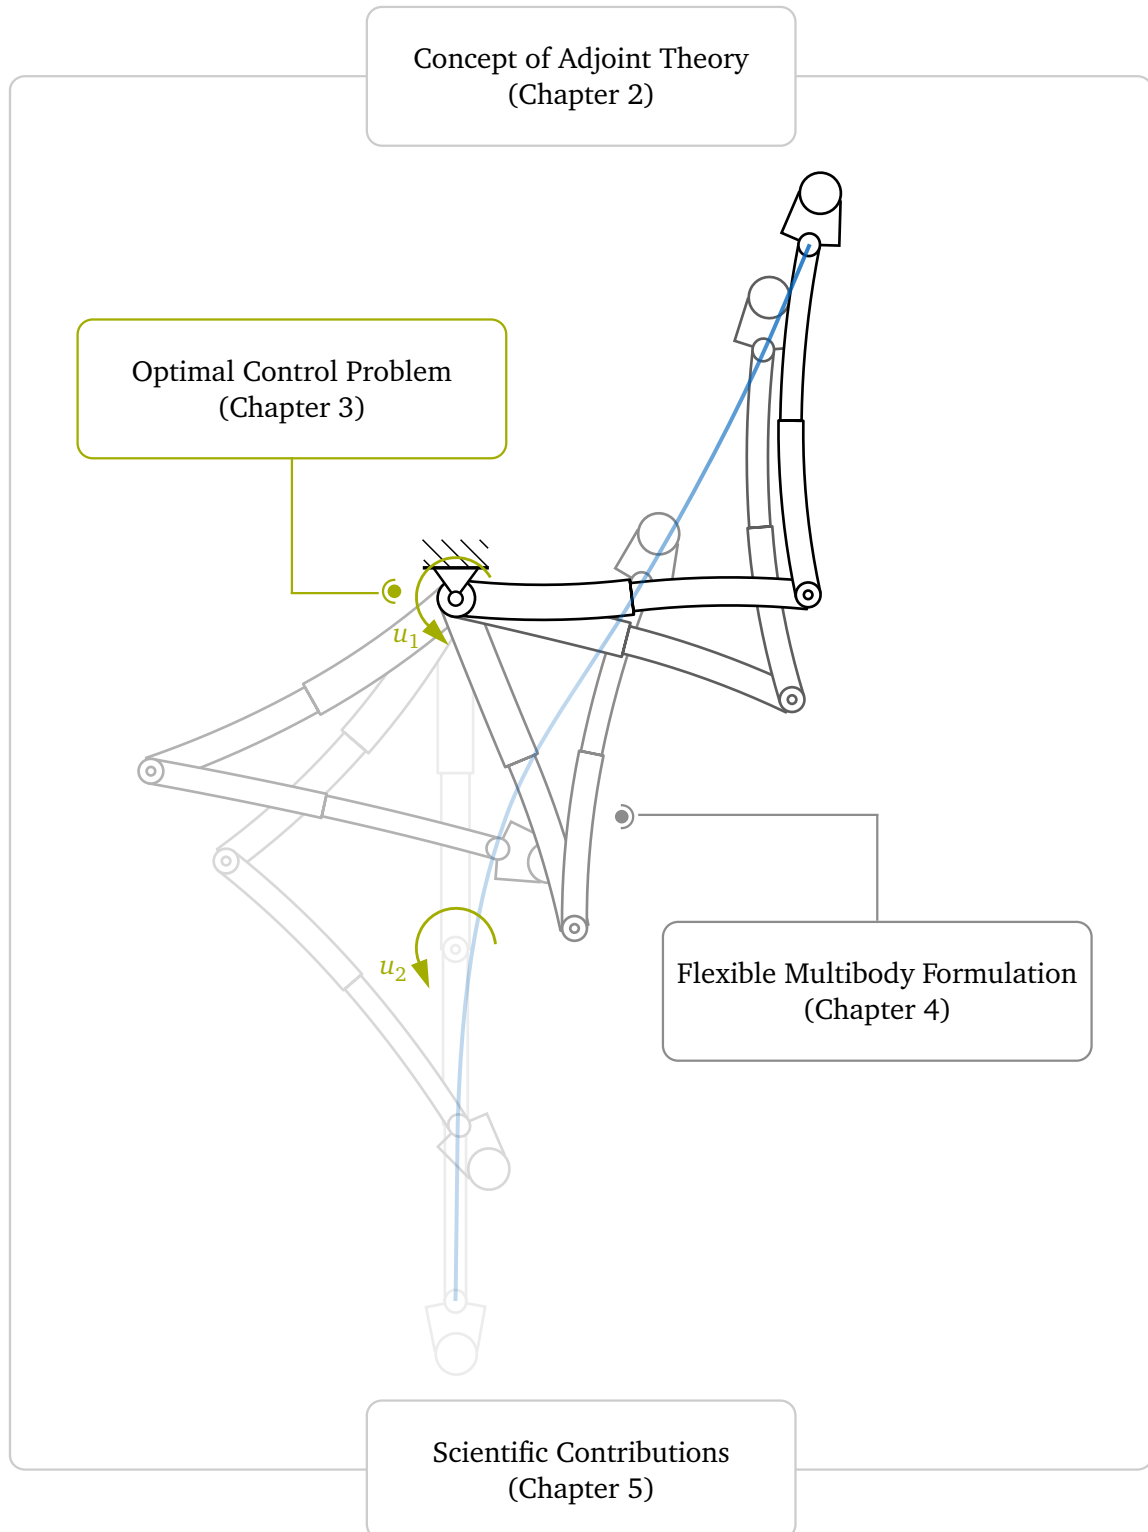 Concept of Adjoint Theory
(Chapter 2)
Optimal Control Problem
(Chapter 3)
u₁
u₂
Flexible Multibody Formulation
(Chapter 4)
Scientific Contributions
(Chapter 5)